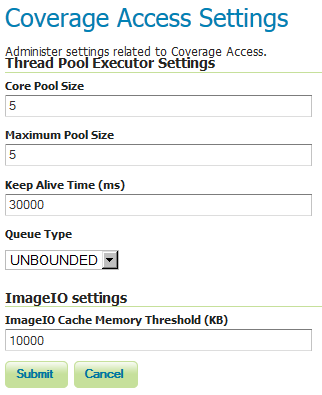 Coverage Access Settings
Administer settings related to Coverage Access.
Thread Pool Executor Settings
Core Pool Size
5
Maximum Pool Size
5
Keep Alive Time (ms)
30000
Queue Type
UNBOUNDED
ImageIO settings
ImageIO Cache Memory Threshold (KB)
10000
Submit Cancel